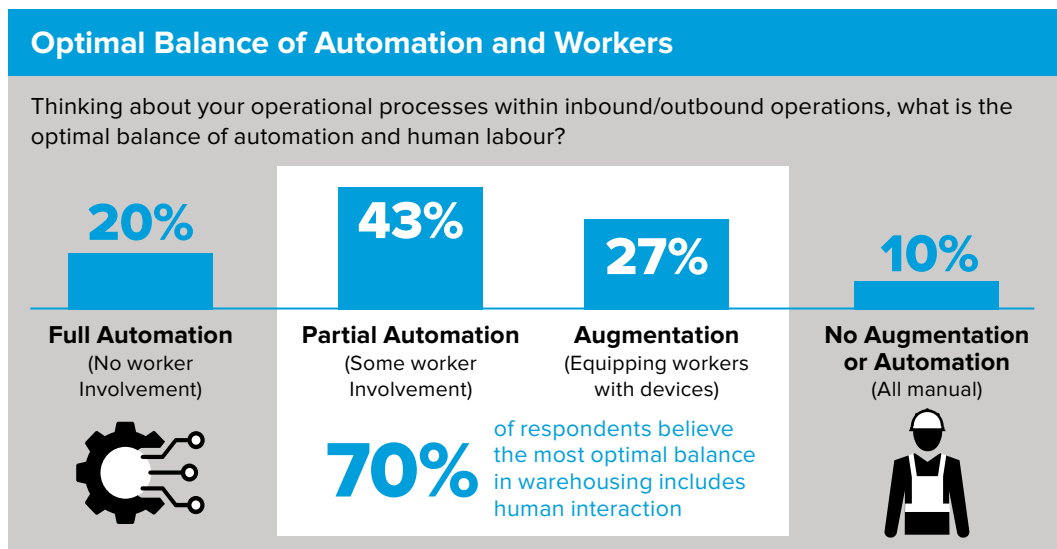 Optimal Balance of Automation and Workers
Thinking about your operational processes within inbound/outbound operations, what is the
optimal balance of automation and human labour?
20%
43%
27%
10%
Full Automation
(No worker
Involvement)
Partial Automation
(Some worker
Involvement)
Augmentation
(Equipping workers
with devices)
No Augmentation
or Automation
(All manual)
70%
of respondents believe
the most optimal balance
in warehousing includes
human interaction